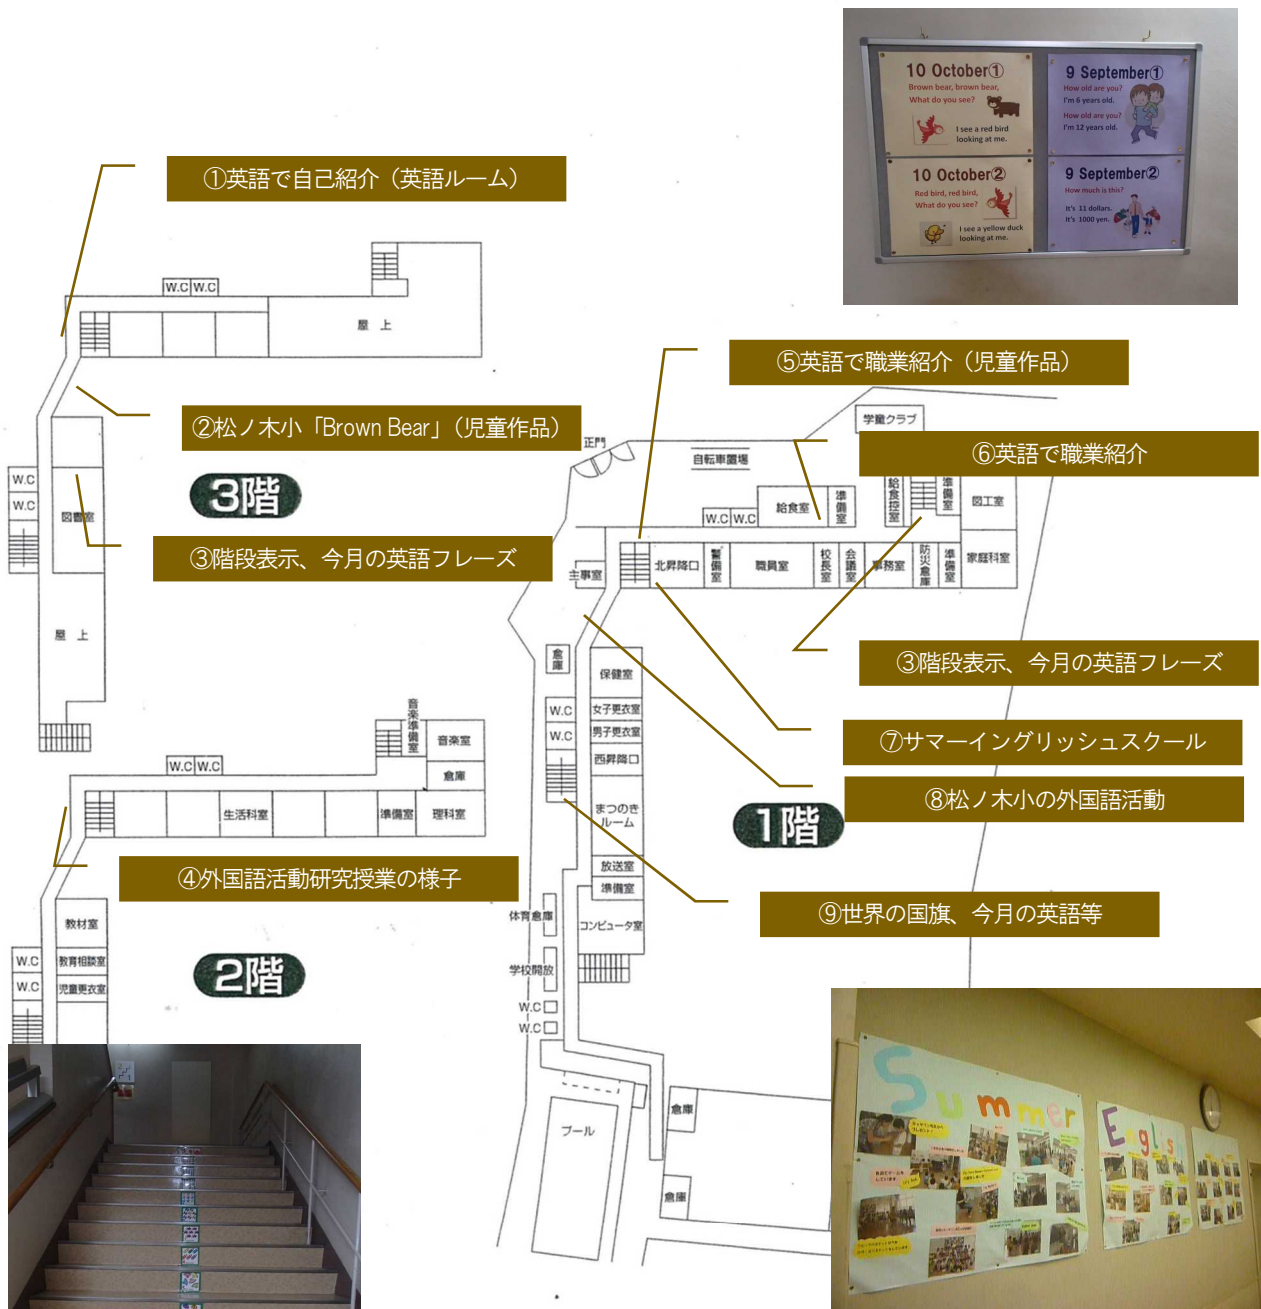 10 October①
Brown bear, brown bear,
What do you see?
I see a red bird
looking at me.
9 September①
How old are you?
I'm 6 years old.
How old are you?
I'm 12 years old.
10 October②
Red bird, red bird,
What do you see?
I see a yellow duck
looking at me.
9 September②
How much is this?
It's 11 dollars.
It's 1000 yen.
①英語で自己紹介（英語ルーム）
W.C W.C
屋上
②松ノ木小「Brown Bear」（児童作品）
3階
W.C
W.C
図書室
③階段表示、今月の英語フレーズ
屋上
⑤英語で職業紹介（児童作品）
学童クラブ
正門
自転車置場
⑥英語で職業紹介
給食室
準備室
給食控室
準備室
図工室
W.C W.C
主事室
北昇降口
警備室
職員室
校長室
会議室
事務室
防災倉庫
準備室
家庭科室
③階段表示、今月の英語フレーズ
倉庫
保健室
W.C
女子更衣室
W.C
男子更衣室
西昇降口
⑦サマーイングリッシュスクール
⑧松ノ木小の外国語活動
まつのきルーム
1階
放送室
準備室
⑨世界の国旗、今月の英語等
体育倉庫
コンピュータ室
学校開放
W.C
W.C
プール
倉庫
倉庫
音楽準備室
音楽室
倉庫
W.C W.C
生活科室
準備室
理科室
④外国語活動研究授業の様子
教材室
W.C
教育相談室
W.C
児童更衣室
2階
Summer
English